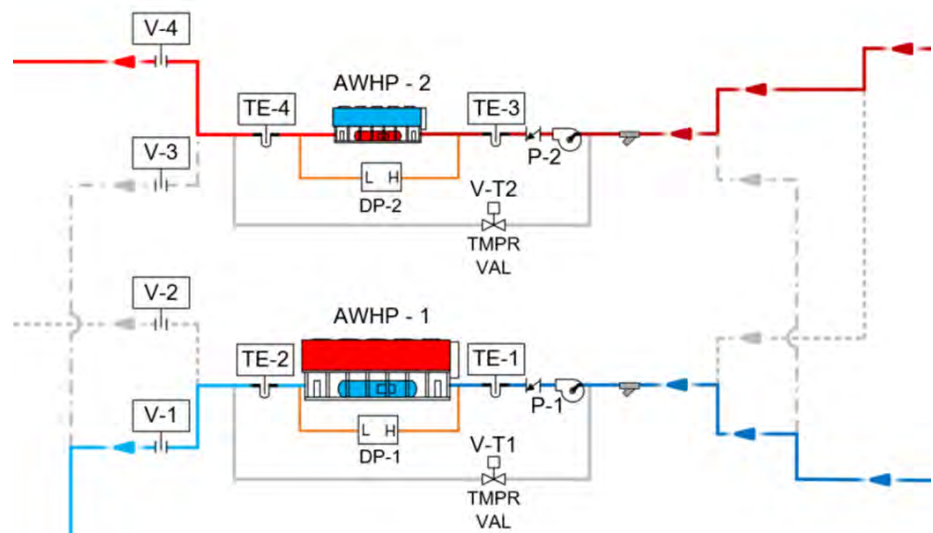 V-4
AWHP - 2
TE-4
TE-3
V-3
P-2
L H
DP-2
V-T2
TMPR
VAL
V-2
AWHP - 1
TE-2
TE-1
V-1
P-1
L H
DP-1
V-T1
TMPR
VAL